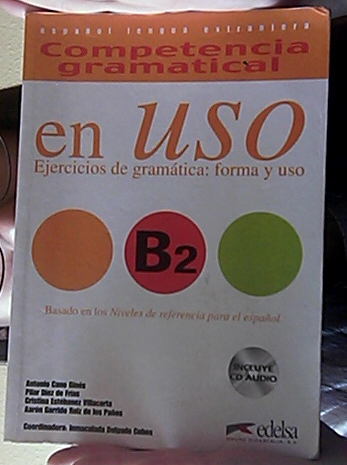 español lengua extranjera
Competencia
gramatical
en uso
Ejercicios de gramática: forma y uso
B2
Basado en los Niveles de referencia para el español
INCLUYE
CD AUDIO
Antonio Cano Ginés
Pilar Díez de Frías
Cristina Estébanez Villacorta
Aarón Garrido Ruiz de los Paños
Coordinadora: Inmaculada Delgado Cobos
edelsa
GRUPO DIDASCALIA, S.A.